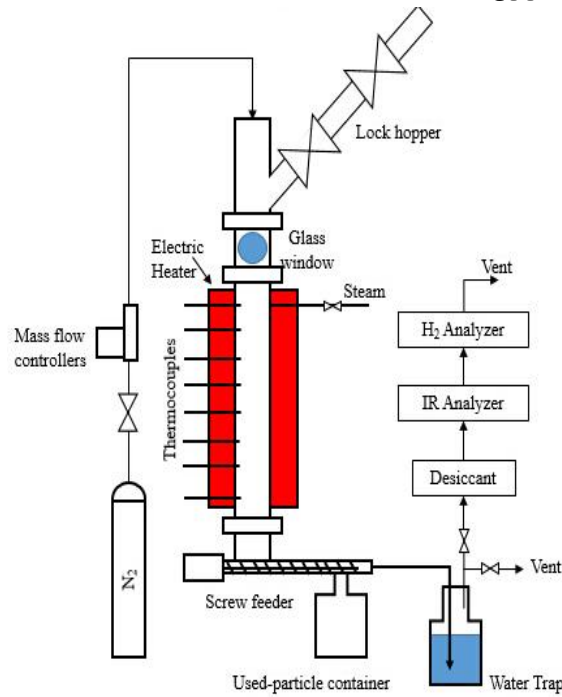 Lock hopper
Electric
Heater
Glass
window
Steam
Vent
H2 Analyzer
Mass flow
controllers
Thermocouples
IR Analyzer
Desiccant
N2
Vent
Screw feeder
Used-particle container
Water Trap